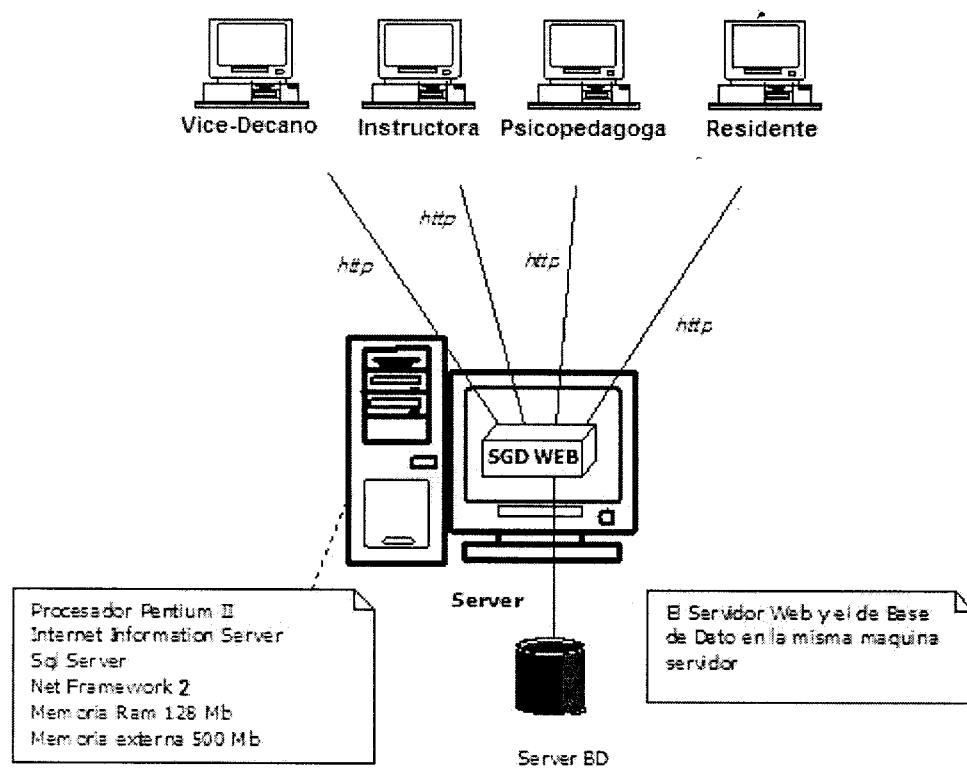 Vice-Decano Instructora Psicopedagoga Residente
http
http
http
http
SGD WEB
Server
Procesador Pentium II
Internet Information Server
Sql Server
Net Framework 2
Memoria Ram 128 Mb
Memoria externa 500 Mb
El Servidor Web y el de Base
de Dato en la misma maquina
servidor
Server BD